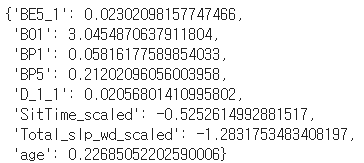 {'BE5_1': 0.02302098157747466,
'BO1': 3.0454870637911804,
'BP1': 0.05816177589854033,
'BP5': 0.21202096056003958,
'D_1_1': 0.02056801410995802,
'SitTime_scaled': -0.5252614992881517,
'Total_slp_wd_scaled': -1.2831753483408197,
'age': 0.22685052202590006}